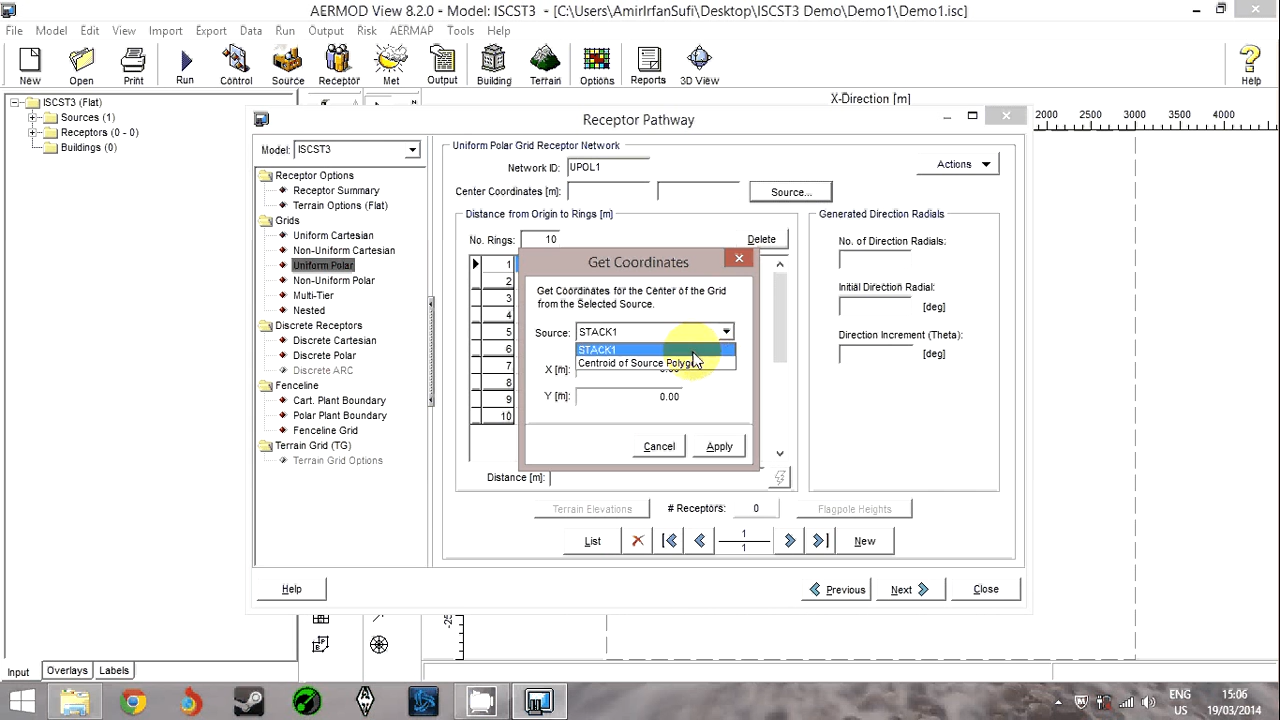 AERMOD View 8.2.0 - Model: ISCST3 - [C:\Users\AmirIrfanSufi\Desktop\ISCST3 Demo\Demo1\Demo1.isc]
File Model Edit View Import Export Data Run Output Risk AERMAP Tools Help
New Open Print Run Control Source Receptor Met Output Building Terrain Options Reports 3D View Help
ISCST3 (Flat)
Sources (1)
Receptors (0 - 0)
Buildings (0)
X-Direction [m]
2000 2500 3000 3500 4000
Receptor Pathway
Model: ISCST3
Receptor Options
Receptor Summary
Terrain Options (Flat)
Grids
Uniform Cartesian
Non-Uniform Cartesian
Uniform Polar
Non-Uniform Polar
Multi-Tier
Nested
Discrete Receptors
Discrete Cartesian
Discrete Polar
Discrete ARC
Fenceline
Cart. Plant Boundary
Polar Plant Boundary
Fenceline Grid
Terrain Grid (TG)
Terrain Grid Options
Uniform Polar Grid Receptor Network
Network ID: UPOL1
Actions
Center Coordinates [m]:
Source...
Distance from Origin to Rings [m]
No. Rings: 10
Delete
1
2
3
4
5
6
7
8
9
10
Distance [m]:
Generated Direction Radials
No. of Direction Radials:
Initial Direction Radial:
[deg]
Direction Increment (Theta):
[deg]
Get Coordinates
Get Coordinates for the Center of the Grid
from the Selected Source.
Source: STACK1
STACK1
Centroid of Source
X [m]: 0.00
Y [m]: 0.00
Cancel Apply
Terrain Elevations # Receptors: 0 Flagpole Heights
List 1 New
1
Help Previous Next Close
-25
Input Overlays Labels
ENG 15:06
US 19/03/2014